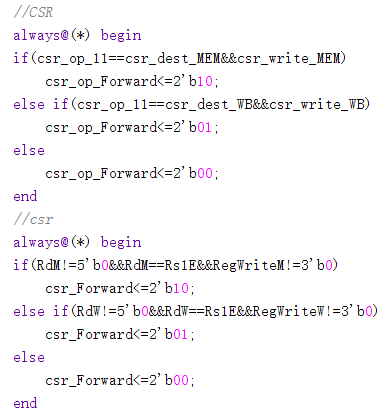 //CSR
always@(*) begin
if(csr_op_11==csr_dest_MEM&&csr_write_MEM)
    csr_op_Forward<=2'b10;
else if(csr_op_11==csr_dest_WB&&csr_write_WB)
    csr_op_Forward<=2'b01;
else
    csr_op_Forward<=2'b00;
end
//csr
always@(*) begin
if(RdM!=5'b0&&RdM==Rs1E&&RegWriteM!=3'b0)
    csr_Forward<=2'b10;
else if(RdW!=5'b0&&RdW==Rs1E&&RegWriteW!=3'b0)
    csr_Forward<=2'b01;
else
    csr_Forward<=2'b00;
end